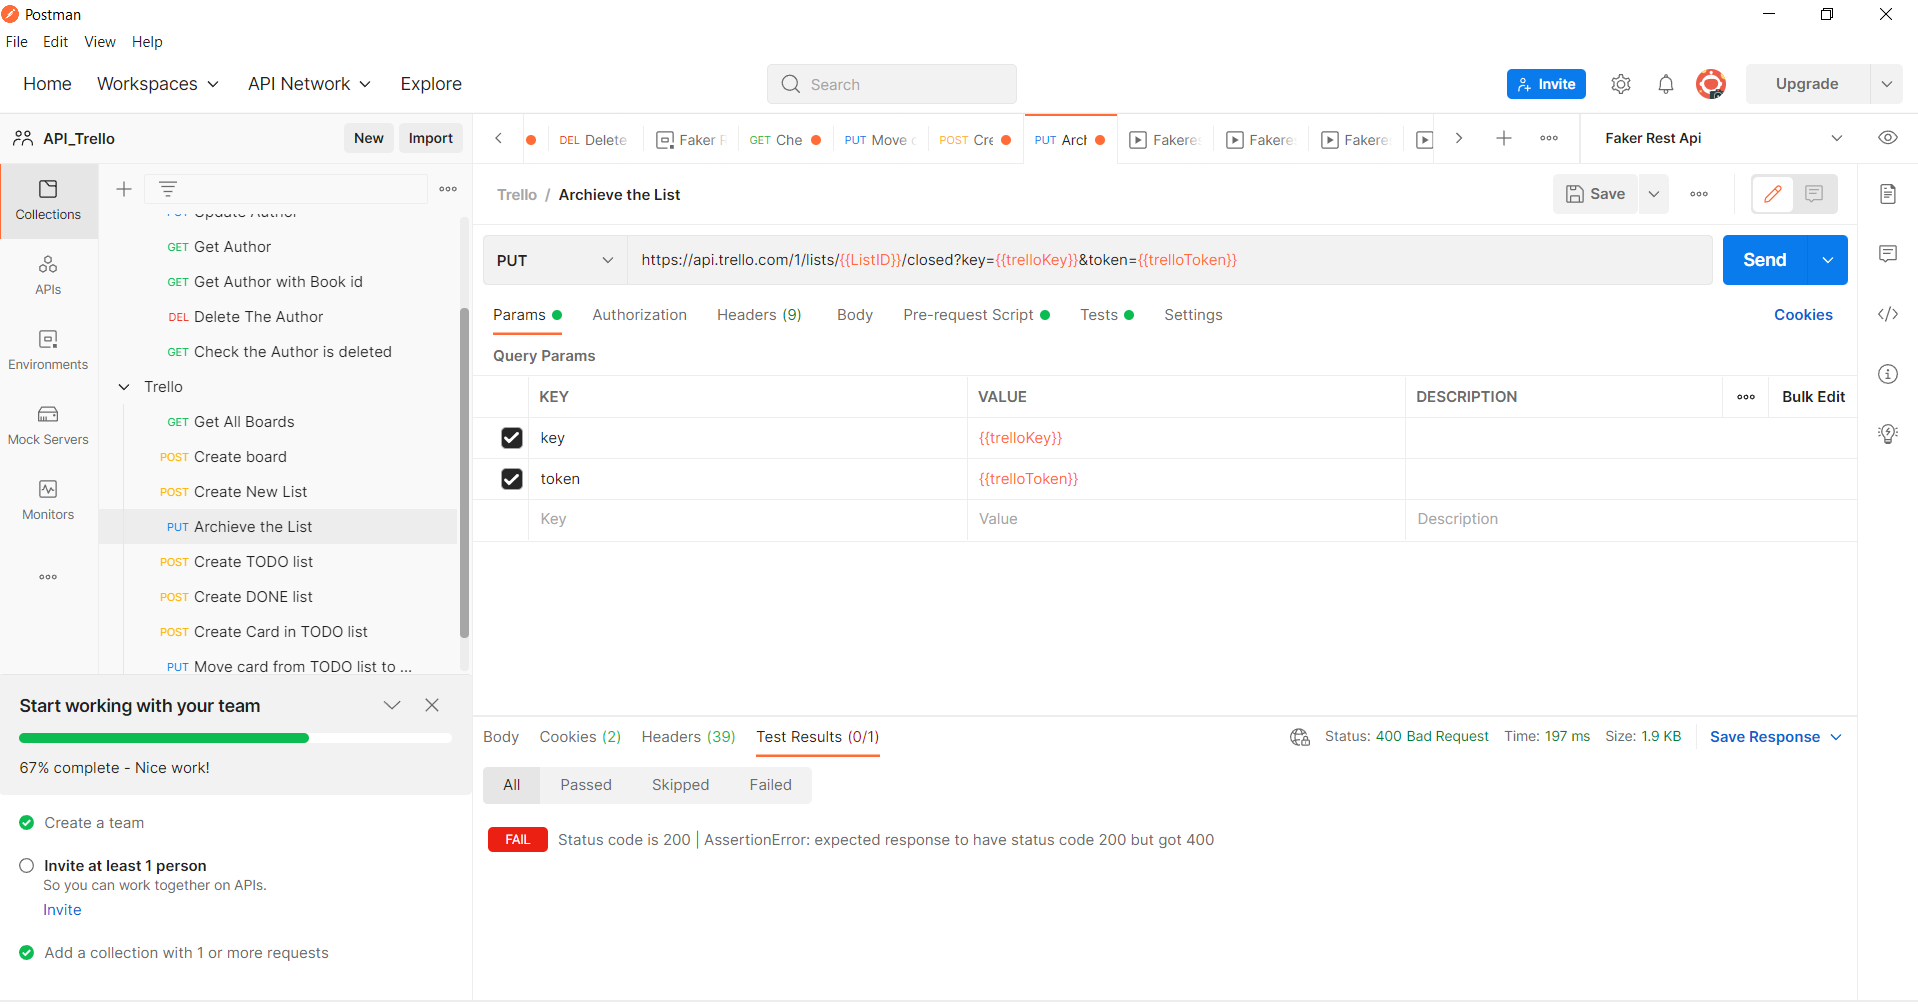 Postman
File Edit View Help
Home Workspaces API Network Explore Search Invite Upgrade
API_Trello New Import
DEL Delete Faker GET Che PUT Move POST Cre PUT Arch Fakeres Fakere Fakeres Faker Rest Api
Collections
APIs
Environments
Mock Servers
Monitors
Update Author
GET Get Author
GET Get Author with Book id
DEL Delete The Author
GET Check the Author is deleted
Trello
GET Get All Boards
POST Create board
POST Create New List
PUT Archieve the List
POST Create TODO list
POST Create DONE list
POST Create Card in TODO list
PUT Move card from TODO list to ...
Start working with your team
67% complete - Nice work!
Create a team
Invite at least 1 person
So you can work together on APIs.
Invite
Add a collection with 1 or more requests
Trello / Archieve the List Save
PUT https://api.trello.com/1/lists/{{ListID}}/closed?key={{trelloKey}}&token={{trelloToken}} Send
Params Authorization Headers (9) Body Pre-request Script Tests Settings Cookies
Query Params
KEY VALUE DESCRIPTION Bulk Edit
key {{trelloKey}}
token {{trelloToken}}
Key Value Description
Body Cookies (2) Headers (39) Test Results (0/1) Status: 400 Bad Request Time: 197 ms Size: 1.9 KB Save Response
All Passed Skipped Failed
FAIL Status code is 200 | AssertionError: expected response to have status code 200 but got 400